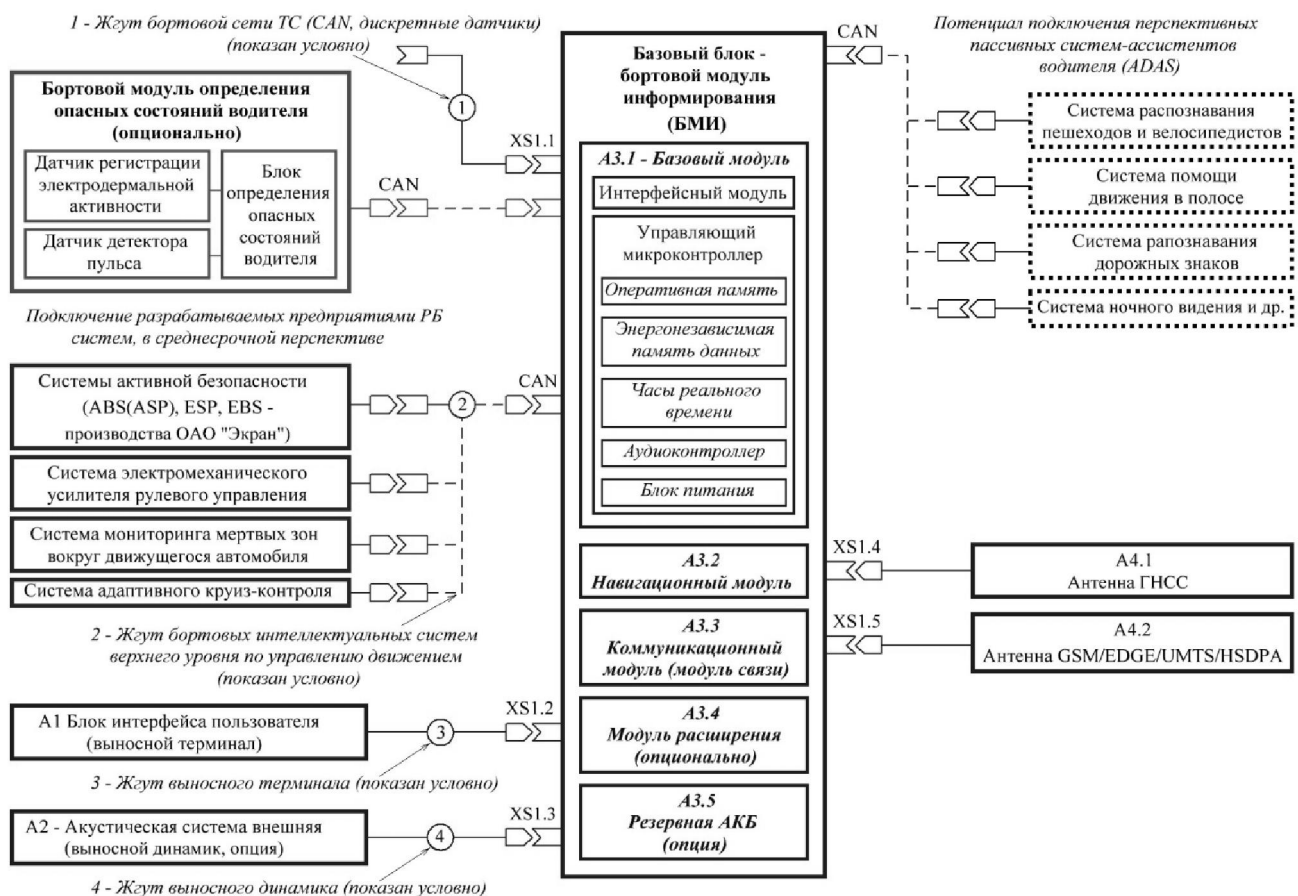 1 - Жгут бортовой сети ТС (CAN, дискретные датчики)
(показан условно)
Бортовой модуль определения
опасных состояний водителя
(опционально)
Датчик регистрации
электродермальной
активности
Датчик детектора
пульса
Блок
определения
опасных
состояний
водителя
CAN
1
XS1.1
Подключение разрабатываемых предприятиями РБ
систем, в среднесрочной перспективе
Системы активной безопасности
(ABS(ASP), ESP, EBS -
производства ОАО "Экран")
2
CAN
Система электромеханического
усилителя рулевого управления
Система мониторинга мертвых зон
вокруг движущегося автомобиля
Система адаптивного круиз-контроля
2 - Жгут бортовых интеллектуальных систем
верхнего уровня по управлению движением
(показан условно)
А1 Блок интерфейса пользователя
(выносной терминал)
3
XS1.2
3 - Жгут выносного терминала (показан условно)
А2 - Акустическая система внешняя
(выносной динамик, опция)
4
XS1.3
4 - Жгут выносного динамика (показан условно)
Базовый блок -
бортовой модуль
информирования
(БМИ)
А3.1 - Базовый модуль
Интерфейсный модуль
Управляющий
микроконтроллер
Оперативная память
Энергонезависимая
память данных
Часы реального
времени
Аудиоконтроллер
Блок питания
А3.2
Навигационный модуль
А3.3
Коммуникационный
модуль (модуль связи)
А3.4
Модуль расширения
(опционально)
А3.5
Резервная АКБ
(опция)
CAN
Потенциал подключения перспективных
пассивных систем-ассистентов
водителя (ADAS)
Система распознавания
пешеходов и велосипедистов
Система помощи
движения в полосе
Система рапознавания
дорожных знаков
Система ночного видения и др.
XS1.4
А4.1
Антенна ГНСС
XS1.5
А4.2
Антенна GSM/EDGE/UMTS/HSDPA